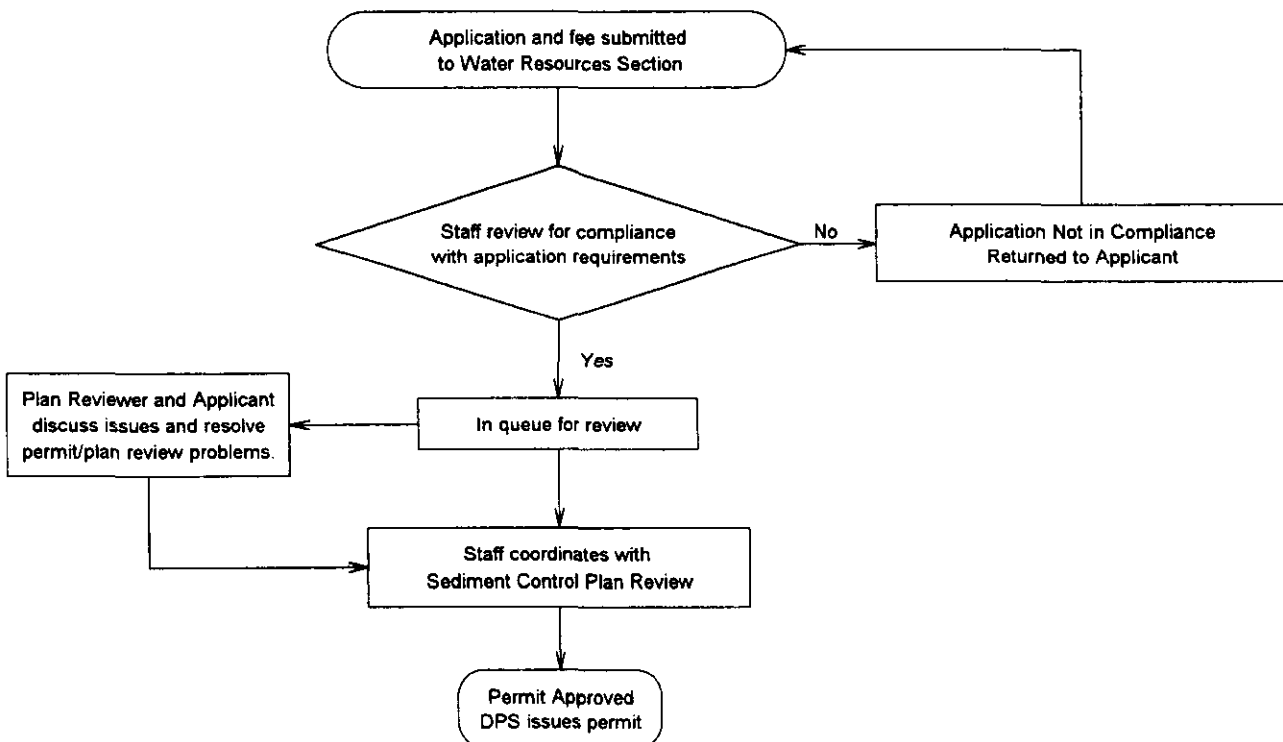 Application and fee submitted
to Water Resources Section
Staff review for compliance
with application requirements
No
Application Not in Compliance
Returned to Applicant
Yes
Plan Reviewer and Applicant
discuss issues and resolve
permit/plan review problems.
In queue for review
Staff coordinates with
Sediment Control Plan Review
Permit Approved
DPS issues permit